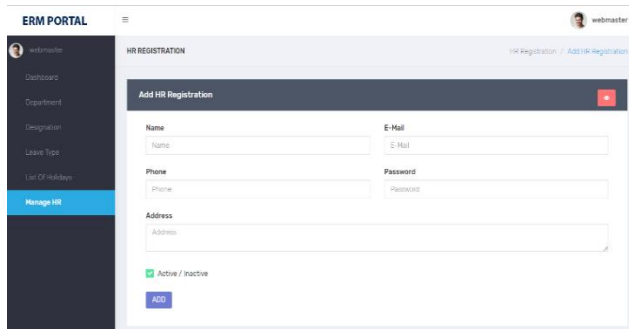 ERM PORTAL
webmaster
webmaster
HR REGISTRATION
HR Registration / Add HR Registration
Dashboard
Department
Designation
Leave Type
List Of Holidays
Manage HR
Add HR Registration
Name
E-Mail
Name
E-Mail
Phone
Password
Phone
Password
Address
Address
Active / Inactive
ADD